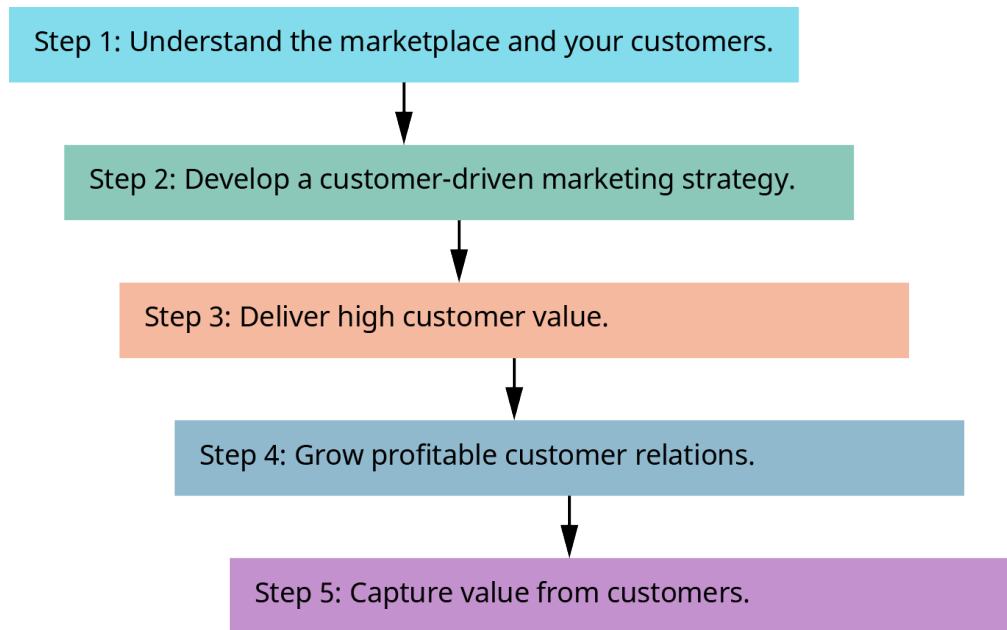 Step 1: Understand the marketplace and your customers.
Step 2: Develop a customer-driven marketing strategy.
Step 3: Deliver high customer value.
Step 4: Grow profitable customer relations.
Step 5: Capture value from customers.